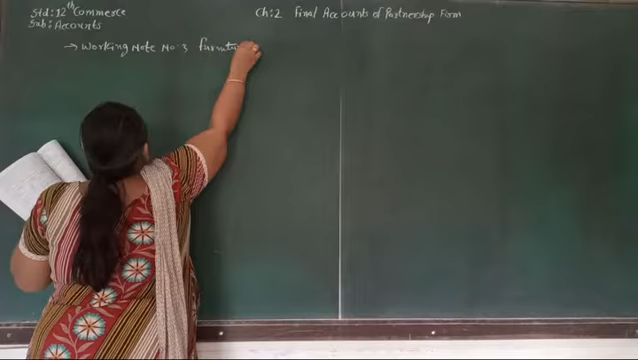 Std: 12th Commerce
Ch: 2 Final Accounts of Partnership Firm
Sub: Accounts
→ Working Note No: 3